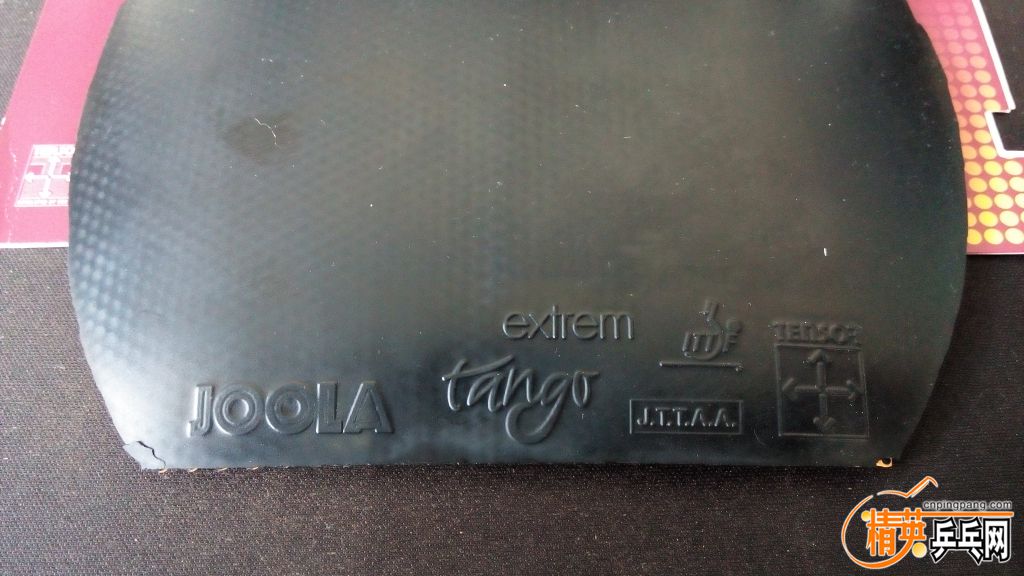 extrem
tango
JOOLA
ITTF
J.T.T.A.A.
TENSOR
cnpingpang.com
精英乒乓网